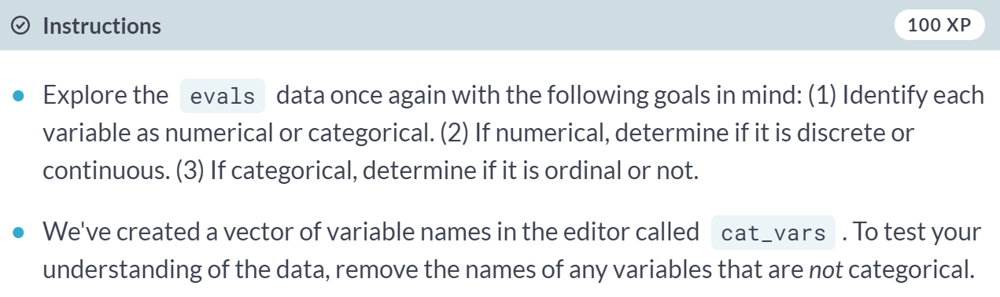 Instructions 100 XP
Explore the evals data once again with the following goals in mind: (1) Identify each
variable as numerical or categorical. (2) If numerical, determine if it is discrete or
continuous. (3) If categorical, determine if it is ordinal or not.
We've created a vector of variable names in the editor called cat_vars . To test your
understanding of the data, remove the names of any variables that are not categorical.